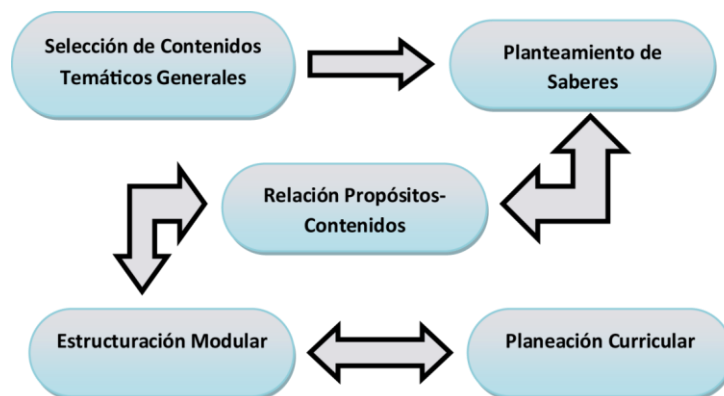 Selección de Contenidos
Temáticos Generales
Planteamiento de
Saberes
Relación Propósitos-
Contenidos
Estructuración Modular
Planeación Curricular